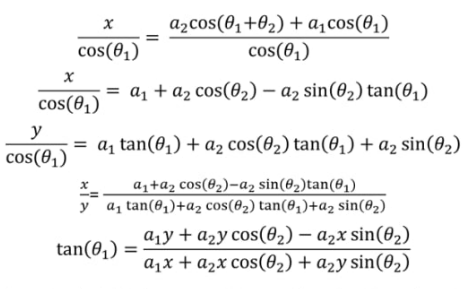 x/cos(θ₁) = (a₂cos(θ₁+θ₂) + a₁cos(θ₁))/cos(θ₁)
x/cos(θ₁) = a₁ + a₂ cos(θ₂) − a₂ sin(θ₂) tan(θ₁)
y/cos(θ₁) = a₁ tan(θ₁) + a₂ cos(θ₂) tan(θ₁) + a₂ sin(θ₂)
x/y = (a₁+a₂ cos(θ₂)−a₂ sin(θ₂)tan(θ₁))/(a₁ tan(θ₁)+a₂ cos(θ₂) tan(θ₁)+a₂ sin(θ₂))
tan(θ₁) = (a₁y + a₂y cos(θ₂) − a₂x sin(θ₂))/(a₁x + a₂x cos(θ₂) + a₂y sin(θ₂))